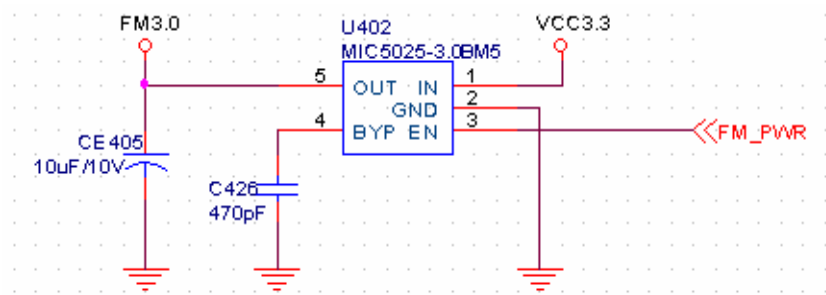 FM3.0
U402
VCC3.3
MIC5025-3.0BM5
5
OUT IN
1
GND
2
4
BYP EN
3
FM_PWR
CE405
10uF/10V
C426
470pF